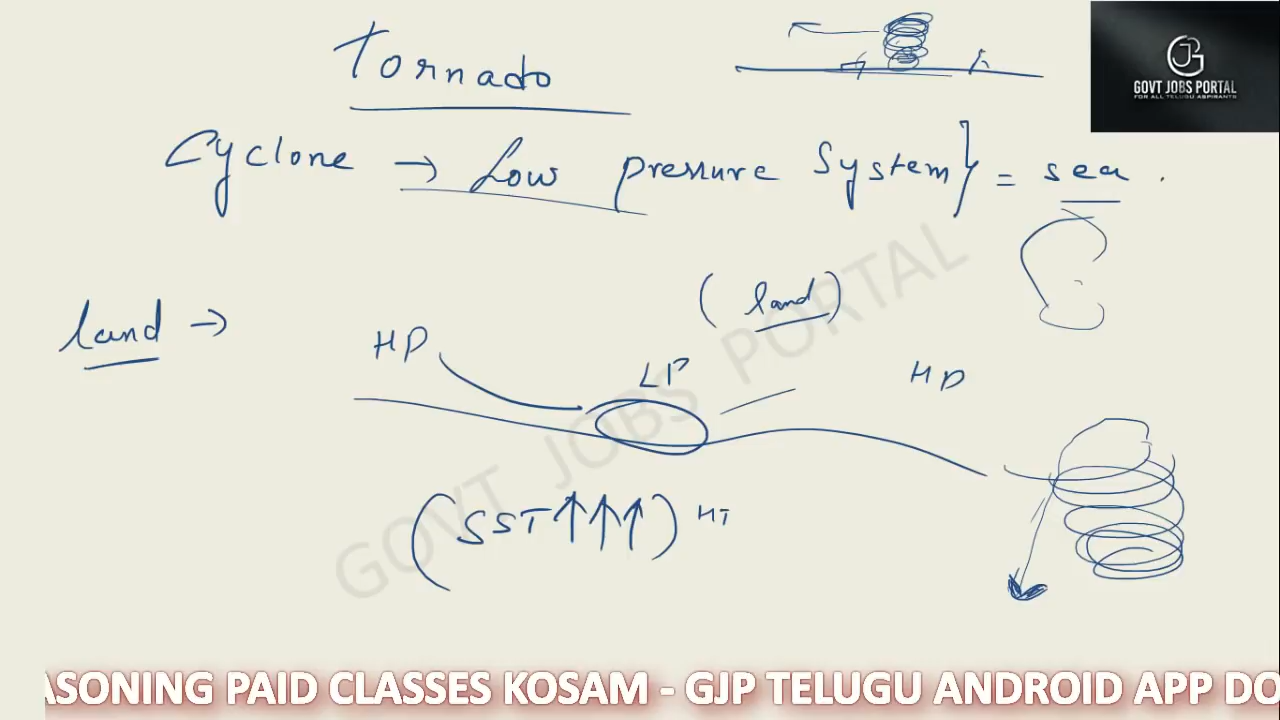 Tornado
GOVT JOBS PORTAL
FOR ALL TELUGU ASPIRANTS
Cyclone → Low pressure System} = sea
(land)
land →
HP
LP
HP
(SST↑↑↑) HT
GOVT JOBS PORTAL
ASONING PAID CLASSES KOSAM - GJP TELUGU ANDROID APP DO